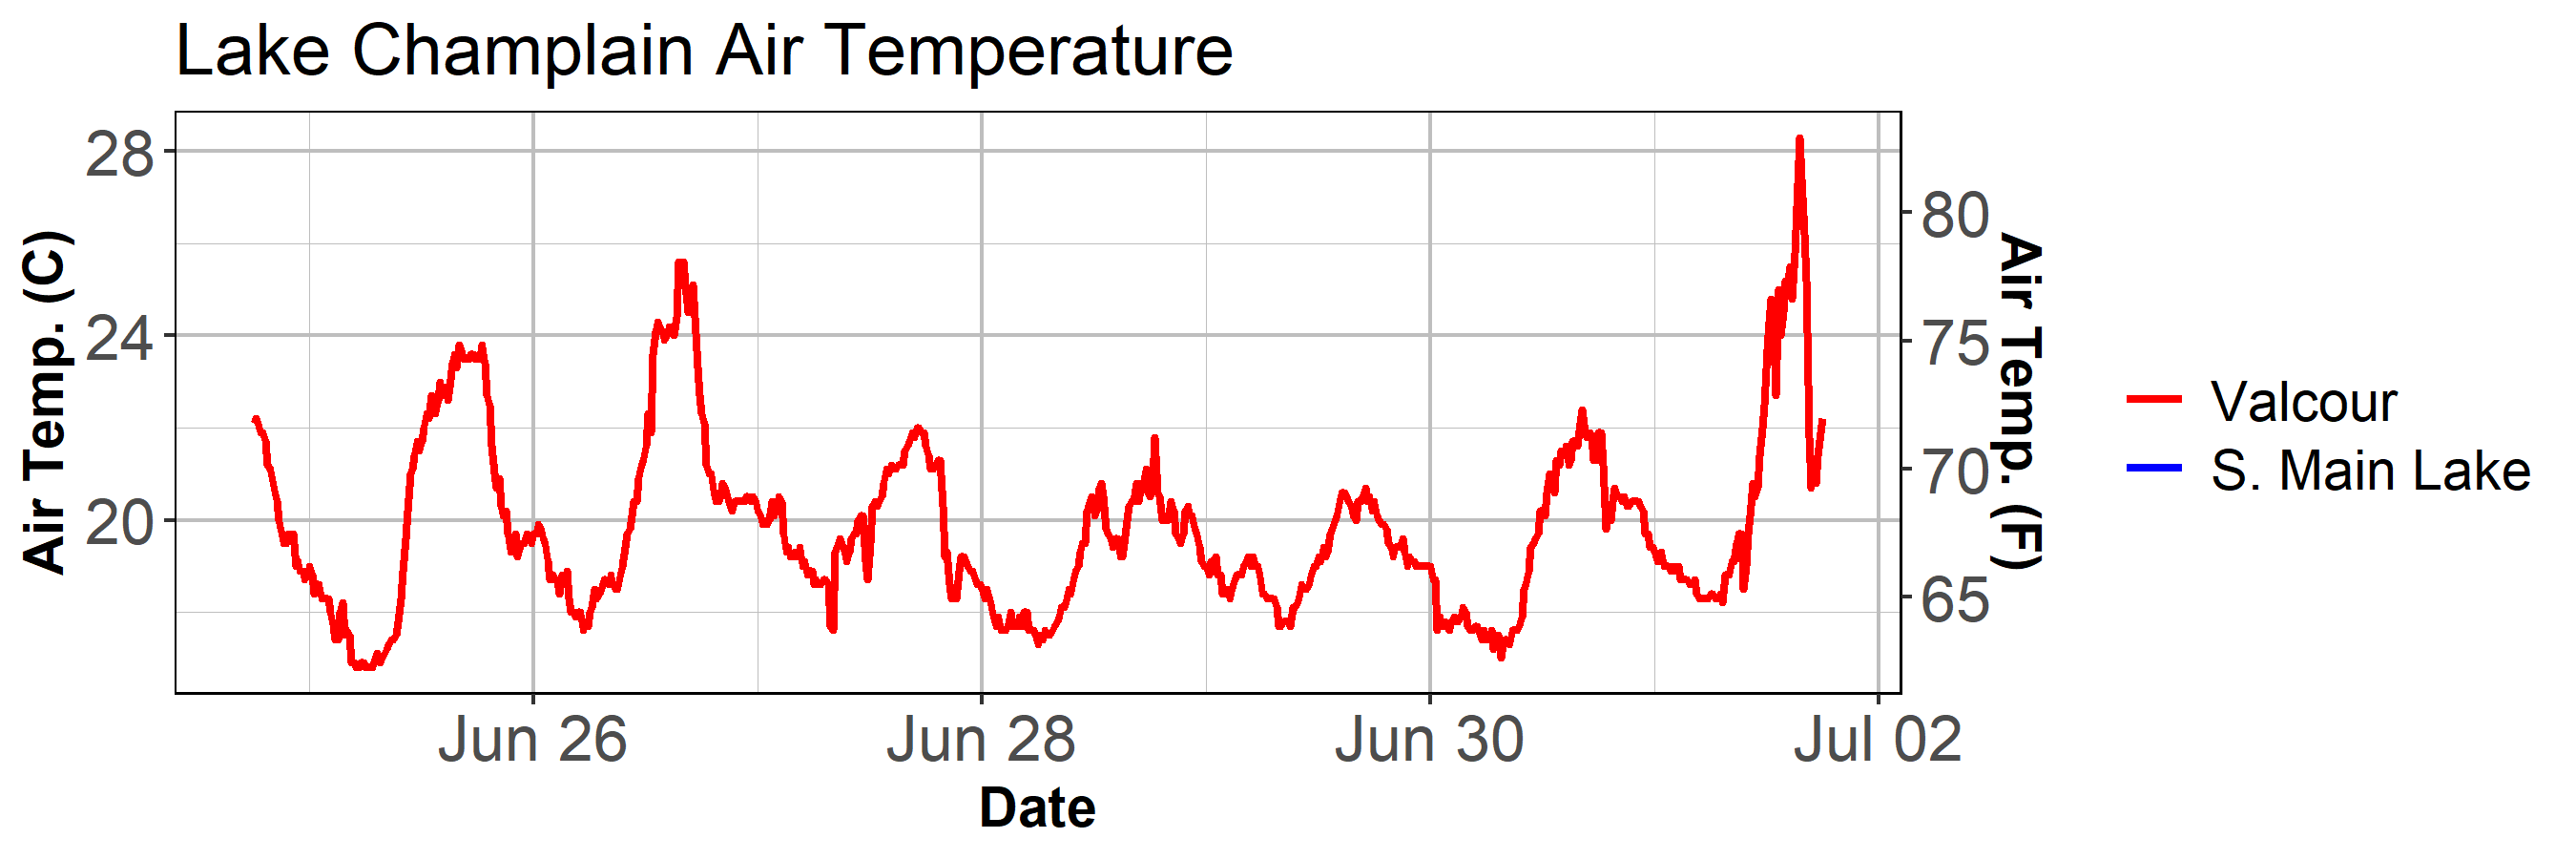 Lake Champlain Air Temperature
28
24
20
Air Temp. (C)
80
75
70
65
Air Temp. (F)
Jun 26
Jun 28
Jun 30
Jul 02
Date
Valcour
S. Main Lake